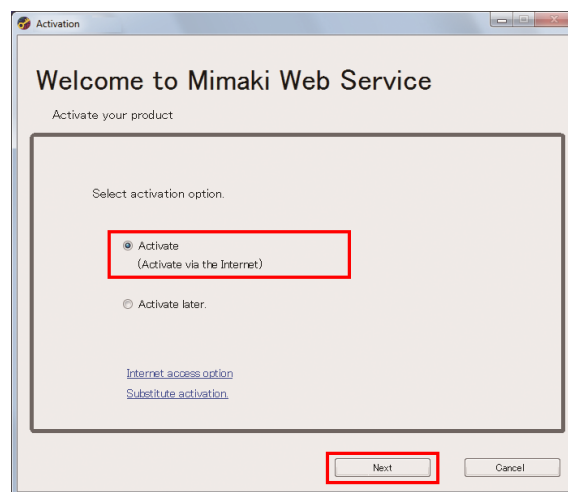 Activation
Welcome to Mimaki Web Service
Activate your product
Select activation option.
Activate
(Activate via the Internet)
Activate later.
Internet access option
Substitute activation.
Next
Cancel